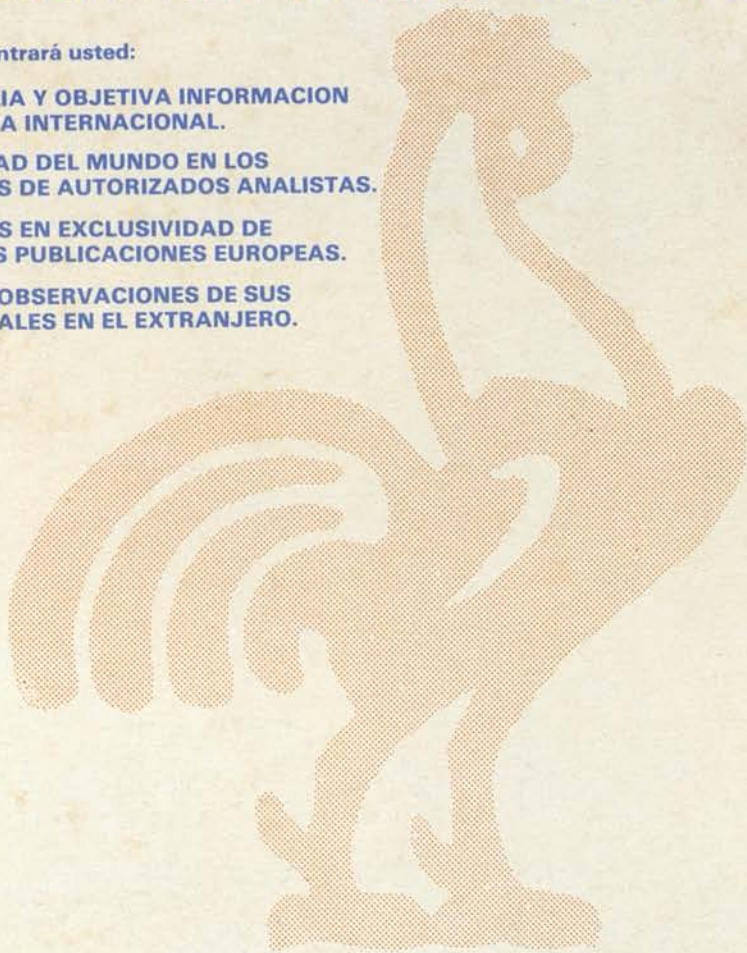 ntrará usted:
IA Y OBJETIVA INFORMACION
A INTERNACIONAL.
AD DEL MUNDO EN LOS
S DE AUTORIZADOS ANALISTAS.
S EN EXCLUSIVIDAD DE
S PUBLICACIONES EUROPEAS.
OBSERVACIONES DE SUS
ALES EN EL EXTRANJERO.